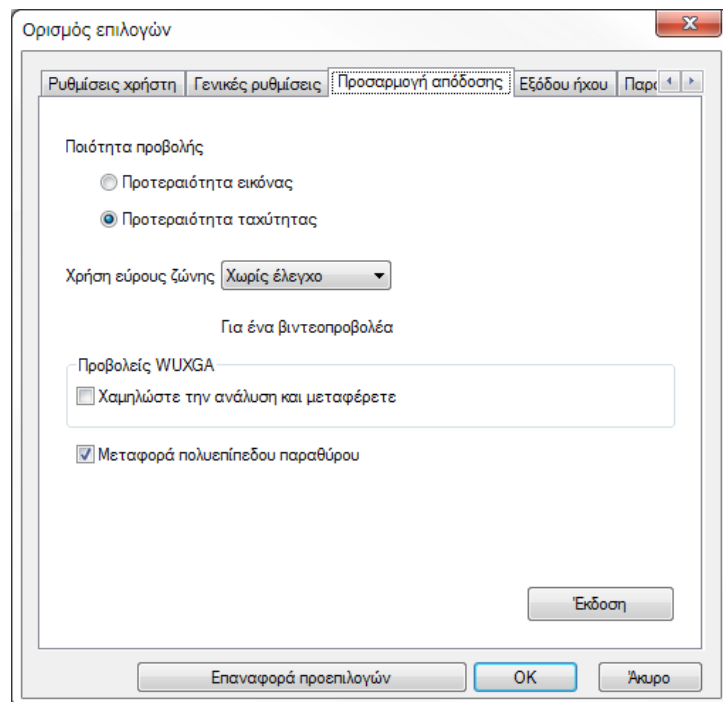 Ορισμός επιλογών
Ρυθμίσεις χρήστη Γενικές ρυθμίσεις Προσαρμογή απόδοσης Εξόδου ήχου Παρα
Ποιότητα προβολής
Προτεραιότητα εικόνας
Προτεραιότητα ταχύτητας
Χρήση εύρους ζώνης Χωρίς έλεγχο
Για ένα βιντεοπροβολέα
Προβολείς WUXGA
Χαμηλώστε την ανάλυση και μεταφέρετε
Μεταφορά πολυεπίπεδου παραθύρου
Έκδοση
Επαναφορά προεπιλογών OK Άκυρο